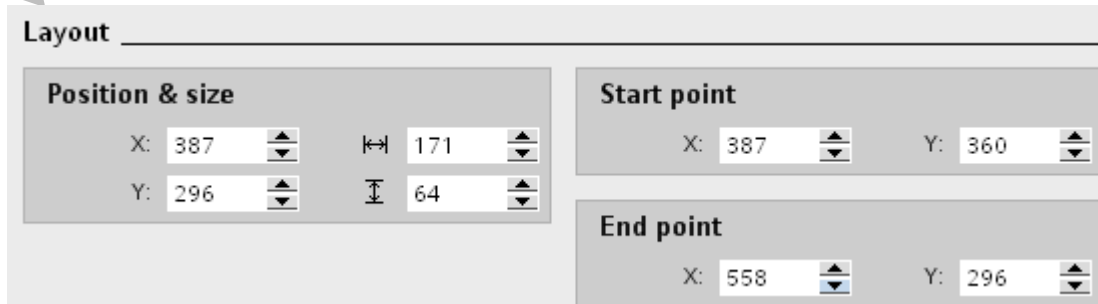 Layout
Position & size
X: 387 171
Y: 296 64
Start point
X: 387 Y: 360
End point
X: 558 Y: 296